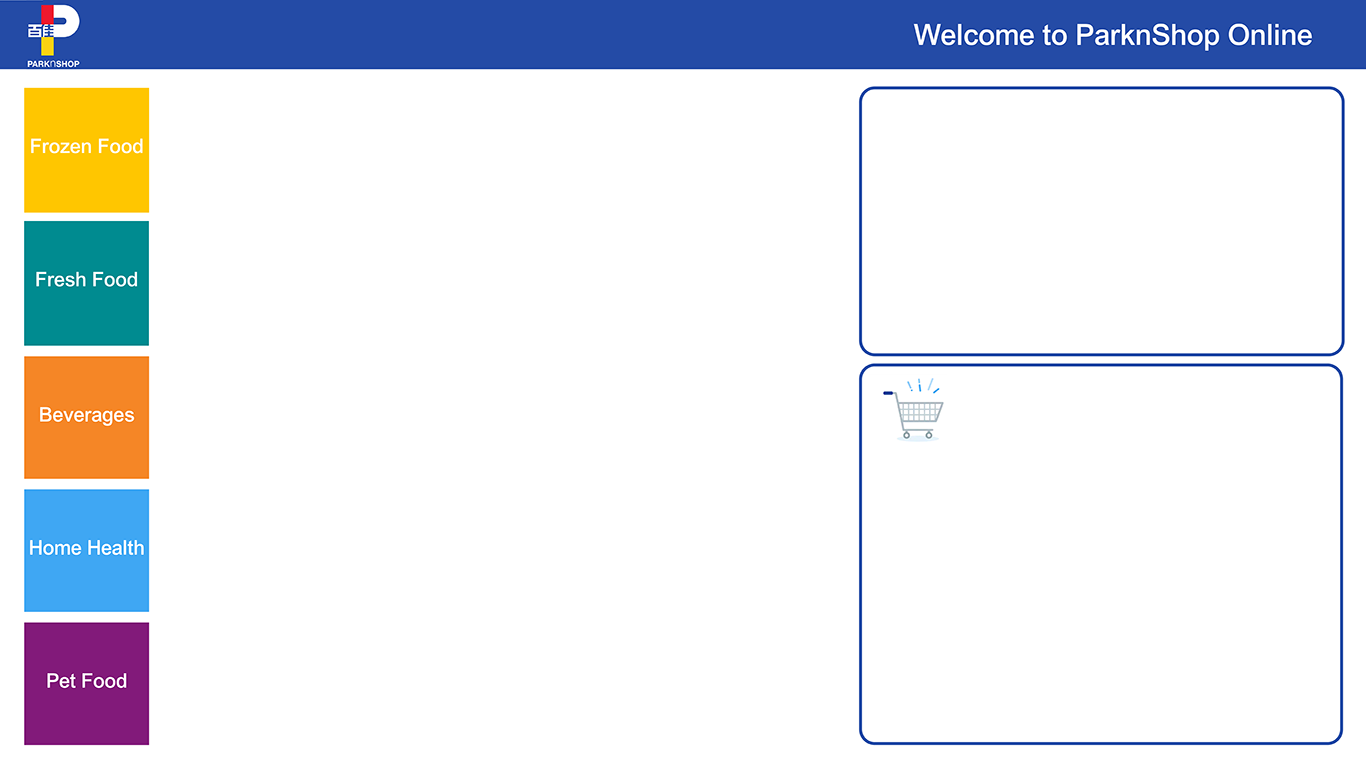 百佳
PARKNSHOP
Welcome to ParknShop Online
Frozen Food
Fresh Food
Beverages
Home Health
Pet Food